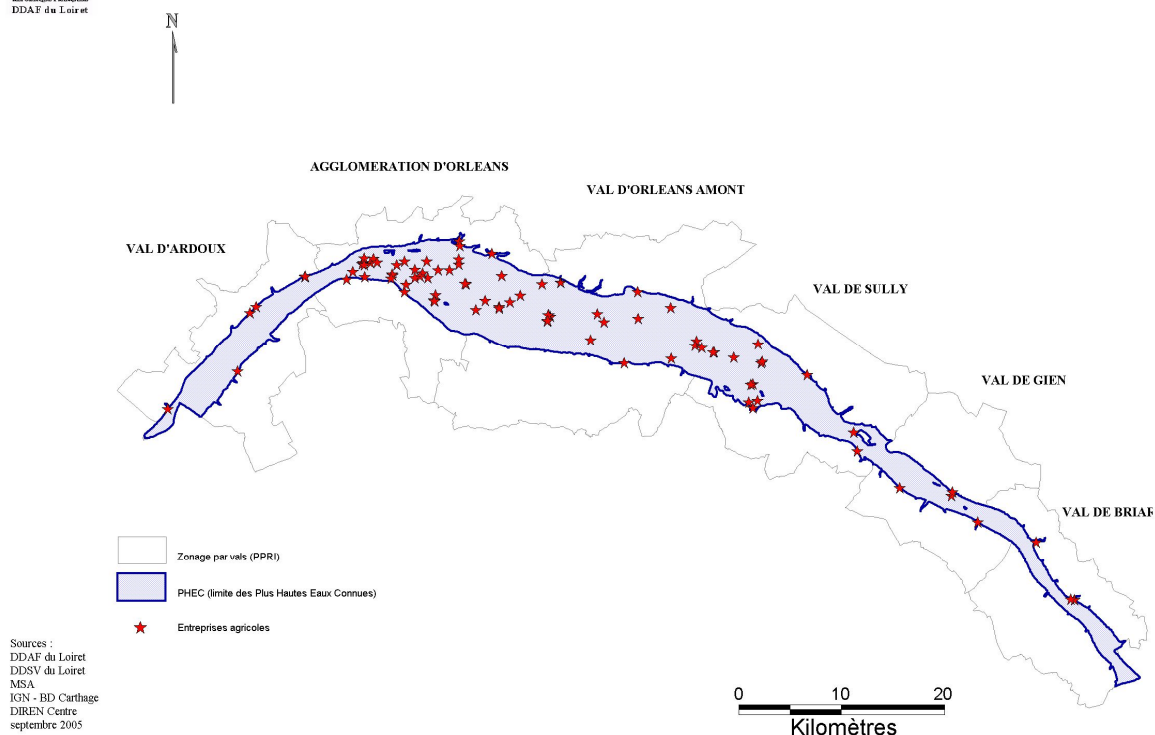 DDAF du Loiret
N
AGGLOMERATION D'ORLEANS
VAL D'ORLEANS AMONT
VAL D'ARDOUX
VAL DE SULLY
VAL DE GIEN
VAL DE BRIAR
Zonage par vals (PPRI)
PHEC (limite des Plus Hautes Eaux Connues)
Entreprises agricoles
Sources :
DDAF du Loiret
DDSV du Loiret
MSA
IGN - BD Carthage
DIREN Centre
septembre 2005
0 10 20
Kilomètres